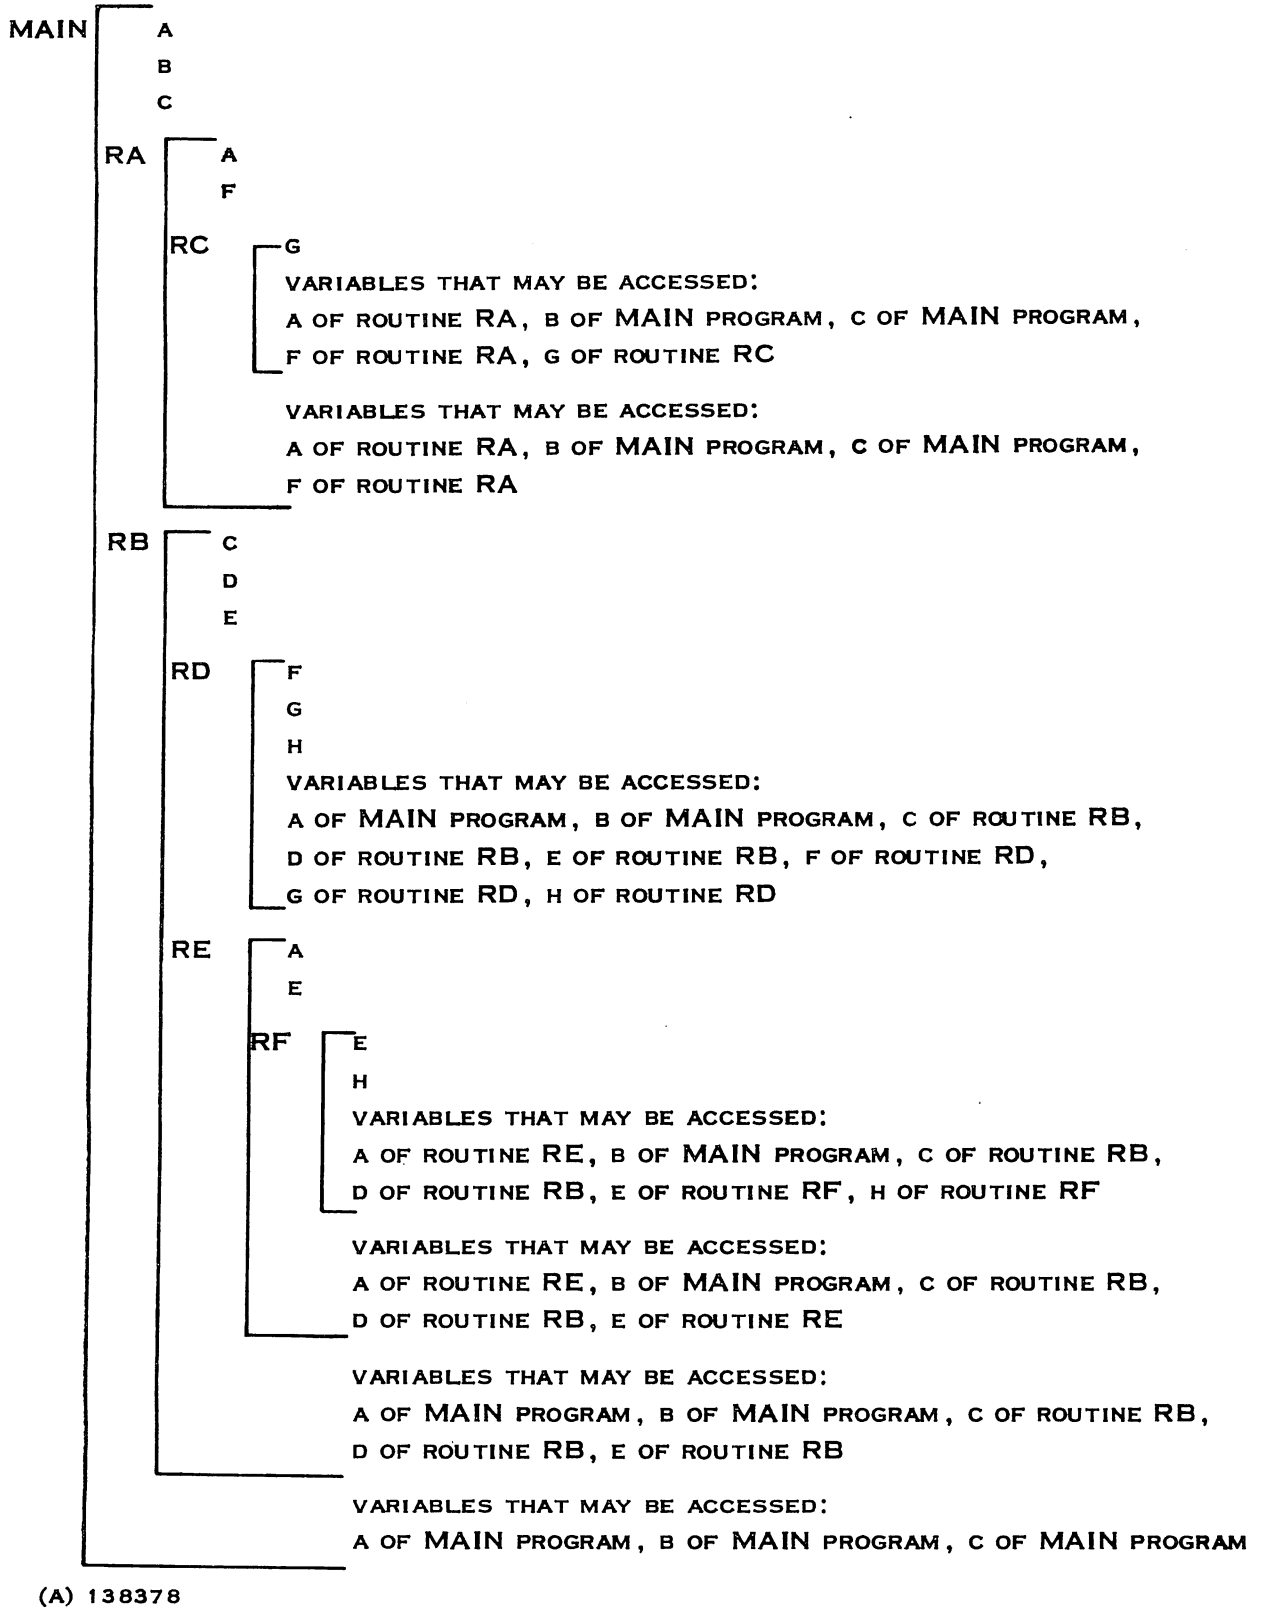 MAIN A
B
C
RA A
F
RC G
VARIABLES THAT MAY BE ACCESSED:
A OF ROUTINE RA, B OF MAIN PROGRAM, C OF MAIN PROGRAM,
F OF ROUTINE RA, G OF ROUTINE RC
VARIABLES THAT MAY BE ACCESSED:
A OF ROUTINE RA, B OF MAIN PROGRAM, C OF MAIN PROGRAM,
F OF ROUTINE RA
RB C
D
E
RD F
G
H
VARIABLES THAT MAY BE ACCESSED:
A OF MAIN PROGRAM, B OF MAIN PROGRAM, C OF ROUTINE RB,
D OF ROUTINE RB, E OF ROUTINE RB, F OF ROUTINE RD,
G OF ROUTINE RD, H OF ROUTINE RD
RE A
E
RF E
H
VARIABLES THAT MAY BE ACCESSED:
A OF ROUTINE RE, B OF MAIN PROGRAM, C OF ROUTINE RB,
D OF ROUTINE RB, E OF ROUTINE RF, H OF ROUTINE RF
VARIABLES THAT MAY BE ACCESSED:
A OF ROUTINE RE, B OF MAIN PROGRAM, C OF ROUTINE RB,
D OF ROUTINE RB, E OF ROUTINE RE
VARIABLES THAT MAY BE ACCESSED:
A OF MAIN PROGRAM, B OF MAIN PROGRAM, C OF ROUTINE RB,
D OF ROUTINE RB, E OF ROUTINE RB
VARIABLES THAT MAY BE ACCESSED:
A OF MAIN PROGRAM, B OF MAIN PROGRAM, C OF MAIN PROGRAM
(A) 138378